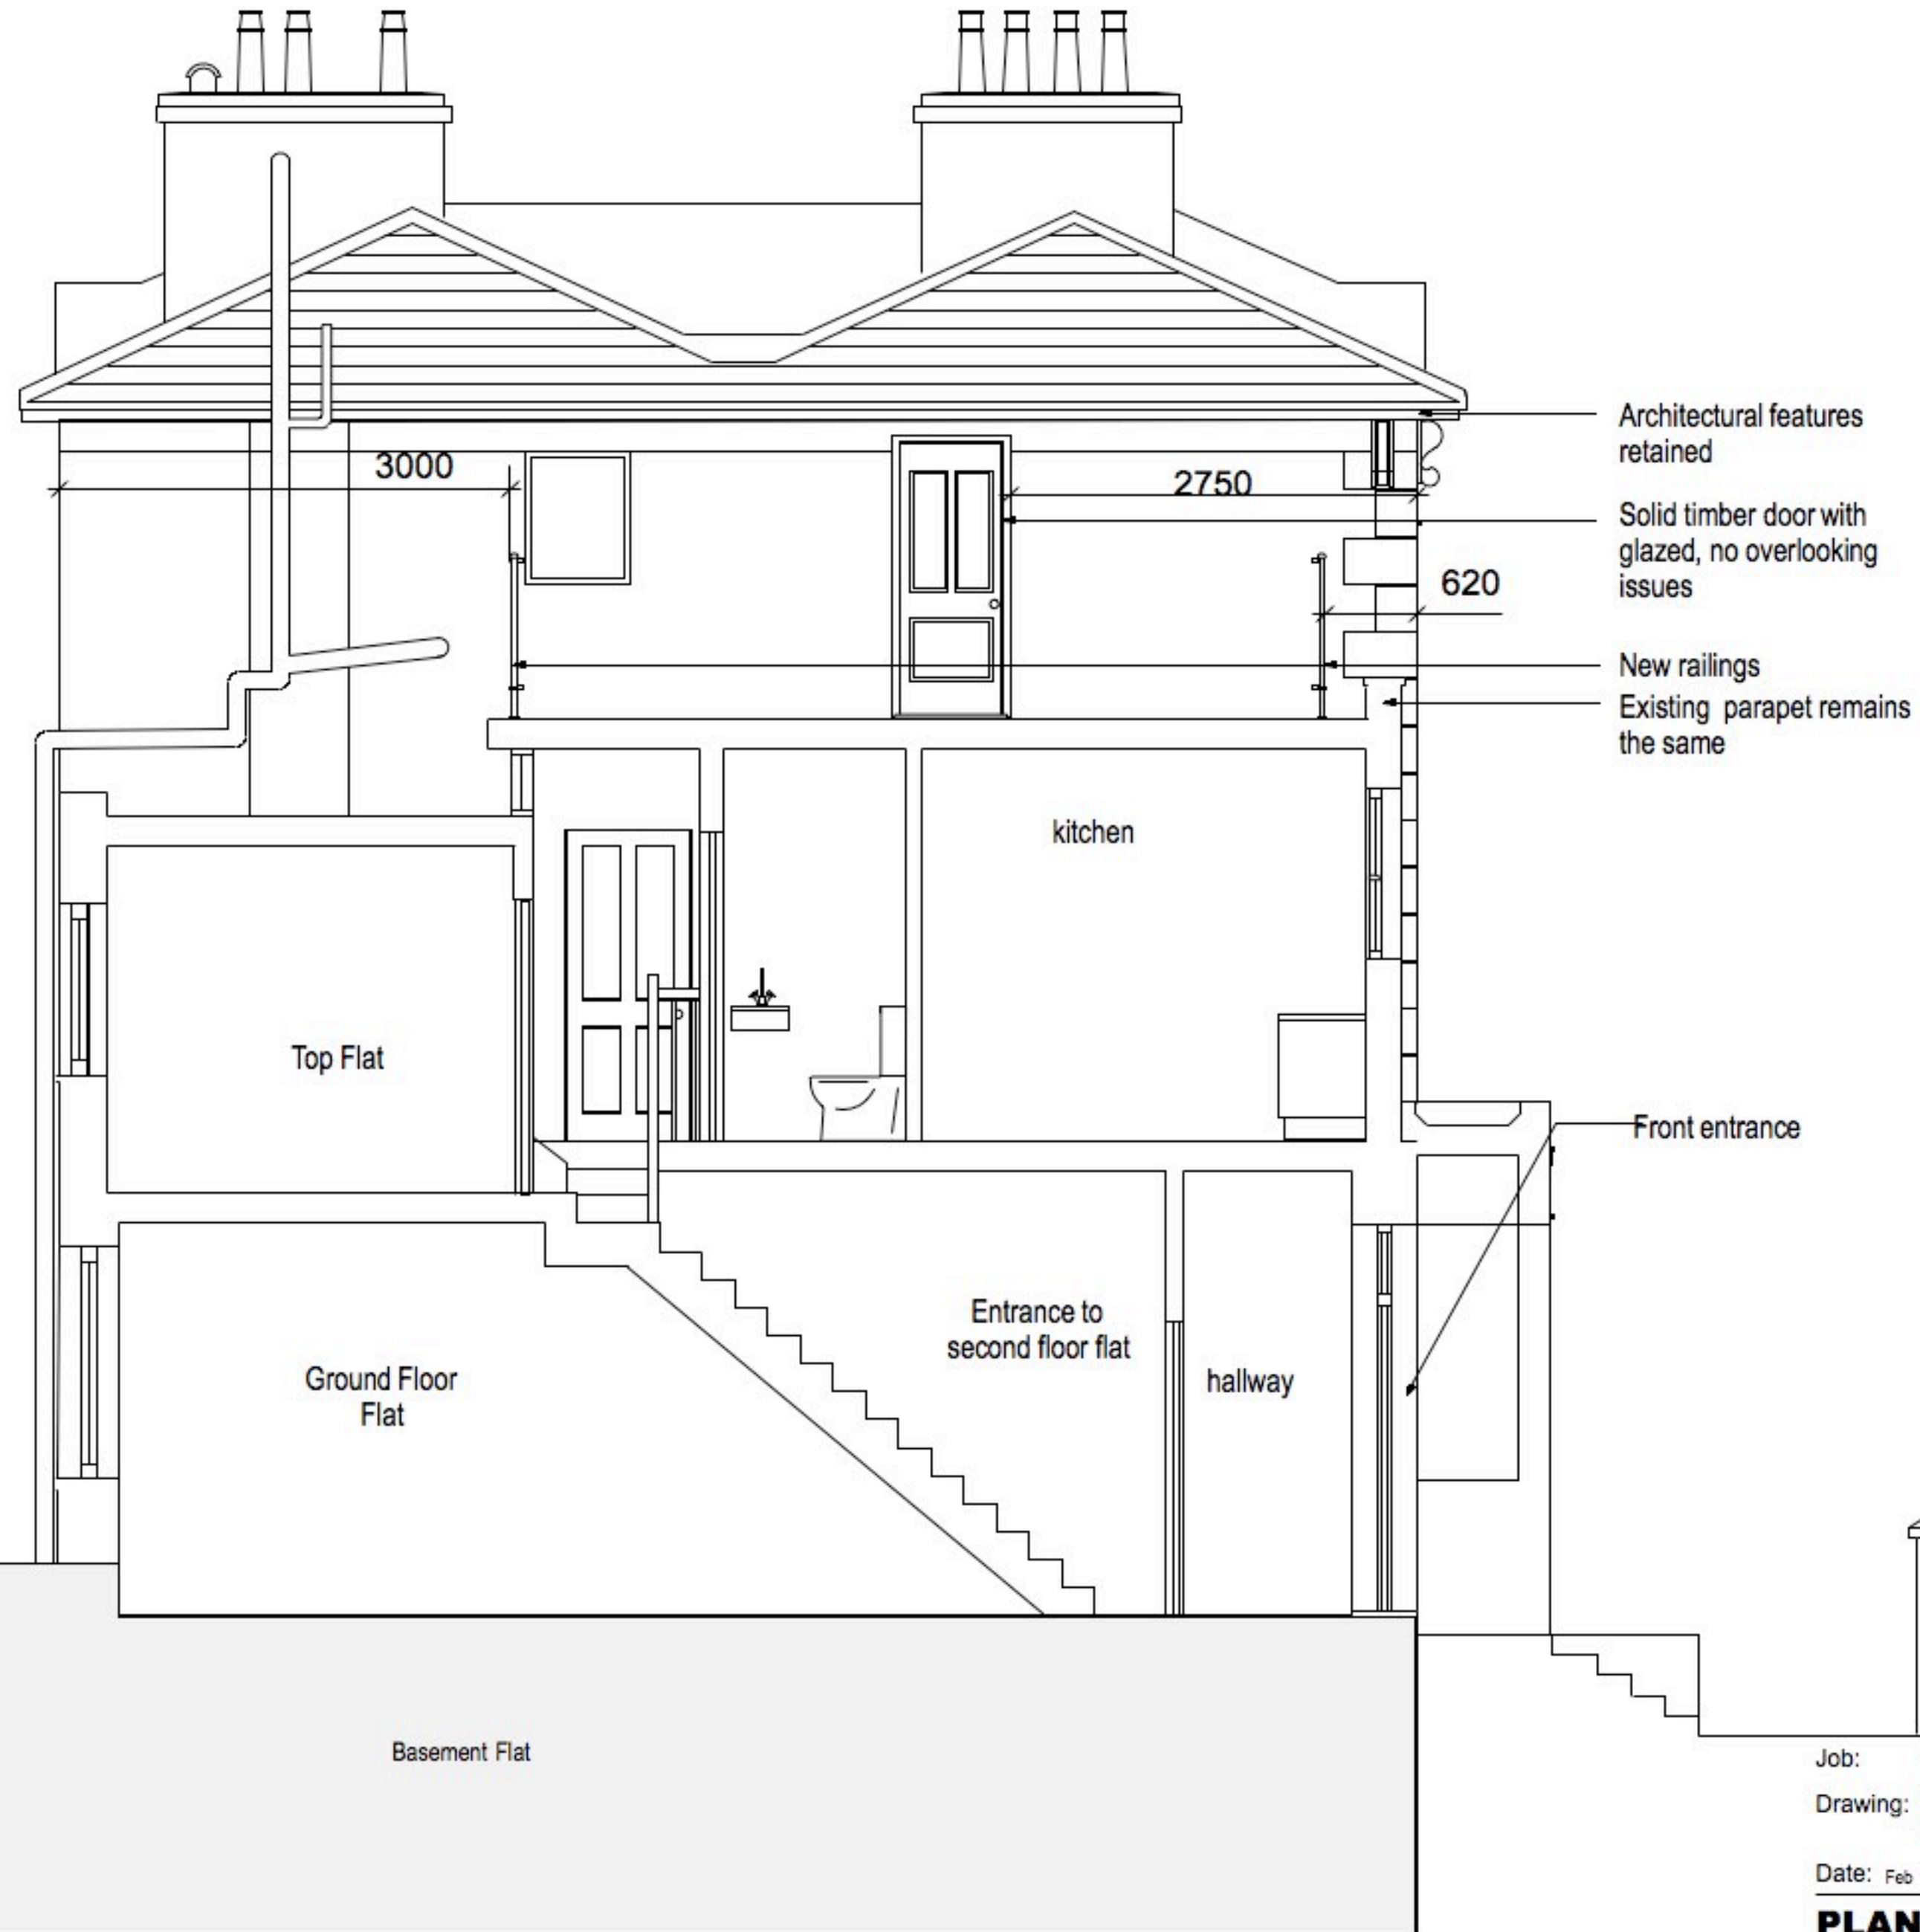 Architectural features
retained
3000
2750
Solid timber door with
glazed, no overlooking
issues
620
New railings
Existing parapet remains
the same
kitchen
Top Flat
Front entrance
Entrance to
second floor flat
Ground Floor
Flat
hallway
Basement Flat
Job:
Drawing:
Date: Feb
PLAN